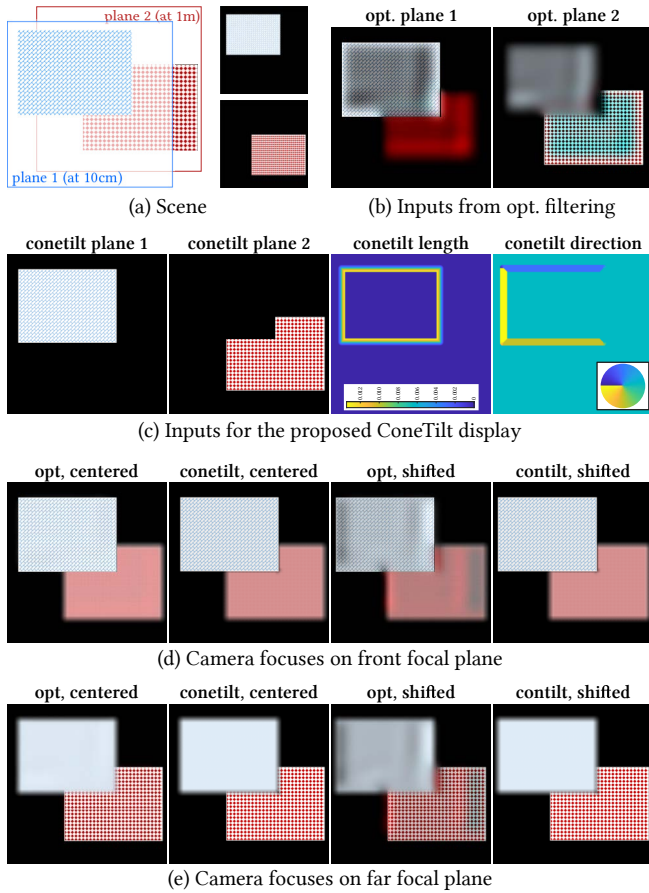 plane 2 (at 1m)
plane 1 (at 10cm)
(a) Scene
opt. plane 1 opt. plane 2
(b) Inputs from opt. filtering
conetilt plane 1 conetilt plane 2 conetilt length conetilt direction
(c) Inputs for the proposed ConeTilt display
opt, centered conetilt, centered opt, shifted contilt, shifted
(d) Camera focuses on front focal plane
opt, centered conetilt, centered opt, shifted contilt, shifted
(e) Camera focuses on far focal plane